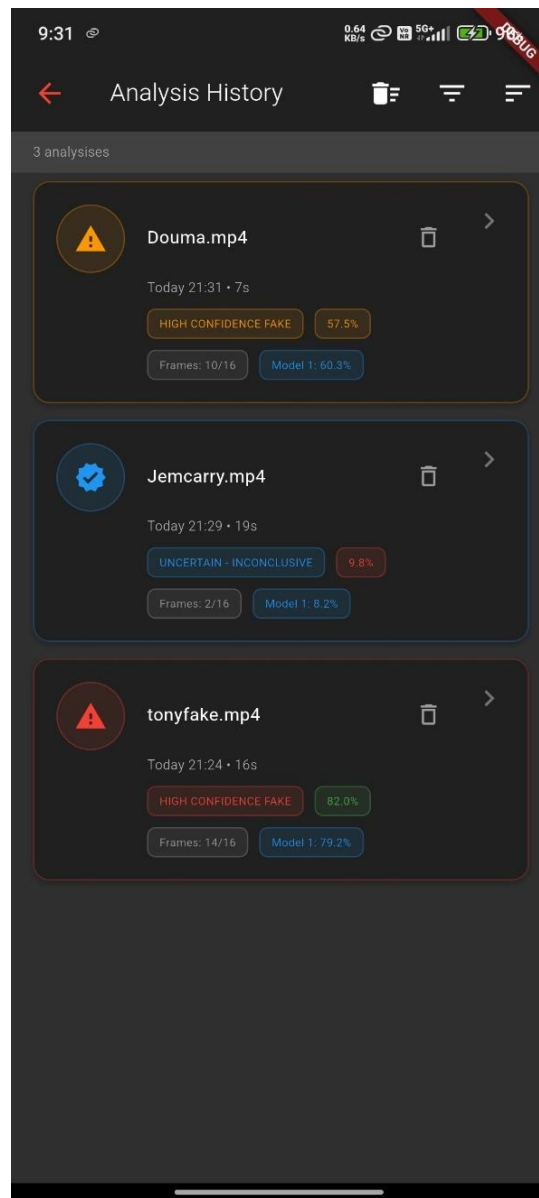 9:31 0.64 KB/s Vo NR 5G+ 96 DEBUG
Analysis History
3 analysises
Douma.mp4
Today 21:31 • 7s
HIGH CONFIDENCE FAKE 57.5%
Frames: 10/16 Model 1: 60.3%
Jemcarry.mp4
Today 21:29 • 19s
UNCERTAIN - INCONCLUSIVE 9.8%
Frames: 2/16 Model 1: 8.2%
tonyfake.mp4
Today 21:24 • 16s
HIGH CONFIDENCE FAKE 82.0%
Frames: 14/16 Model 1: 79.2%